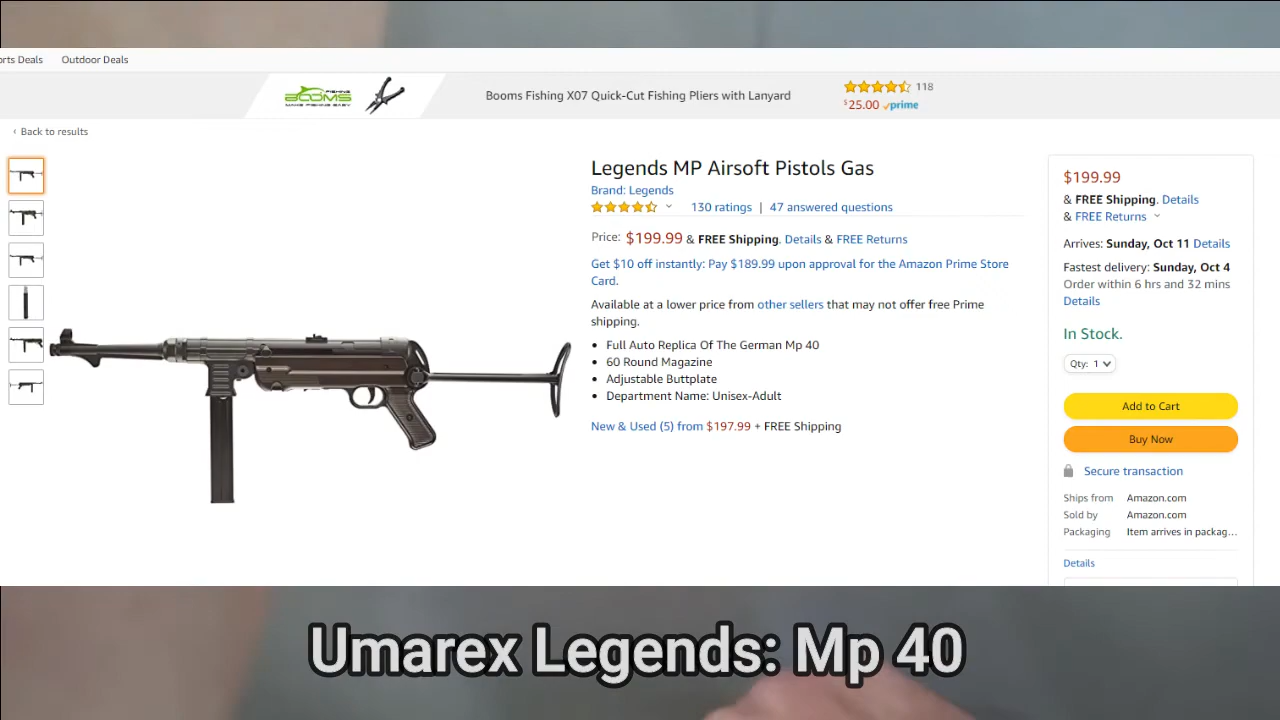 orts Deals Outdoor Deals
BOOMS FISHING
MAKE FISHING EASY
Booms Fishing X07 Quick-Cut Fishing Pliers with Lanyard
118
$25.00 prime
‹ Back to results
Legends MP Airsoft Pistols Gas
Brand: Legends
130 ratings | 47 answered questions
Price: $199.99 & FREE Shipping. Details & FREE Returns
Get $10 off instantly: Pay $189.99 upon approval for the Amazon Prime Store
Card.
Available at a lower price from other sellers that may not offer free Prime
shipping.
• Full Auto Replica Of The German Mp 40
• 60 Round Magazine
• Adjustable Buttplate
• Department Name: Unisex-Adult
New & Used (5) from $197.99 + FREE Shipping
$199.99
& FREE Shipping. Details
& FREE Returns
Arrives: Sunday, Oct 11 Details
Fastest delivery: Sunday, Oct 4
Order within 6 hrs and 32 mins
Details
In Stock.
Qty: 1
Add to Cart
Buy Now
Secure transaction
Ships from Amazon.com
Sold by Amazon.com
Packaging Item arrives in packag...
Details
Umarex Legends: Mp 40